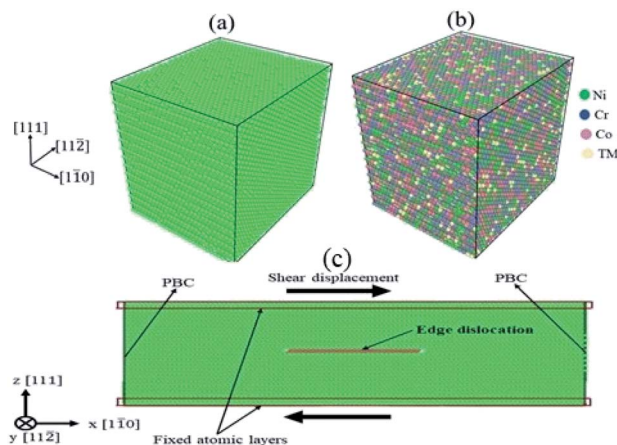 (a)
(b)
Ni
Cr
Co
TM
[111]
[112̄]
[11̄0]
(c)
PBC
Shear displacement
PBC
Edge dislocation
z [111]
y [112̄]
x [11̄0]
Fixed atomic layers